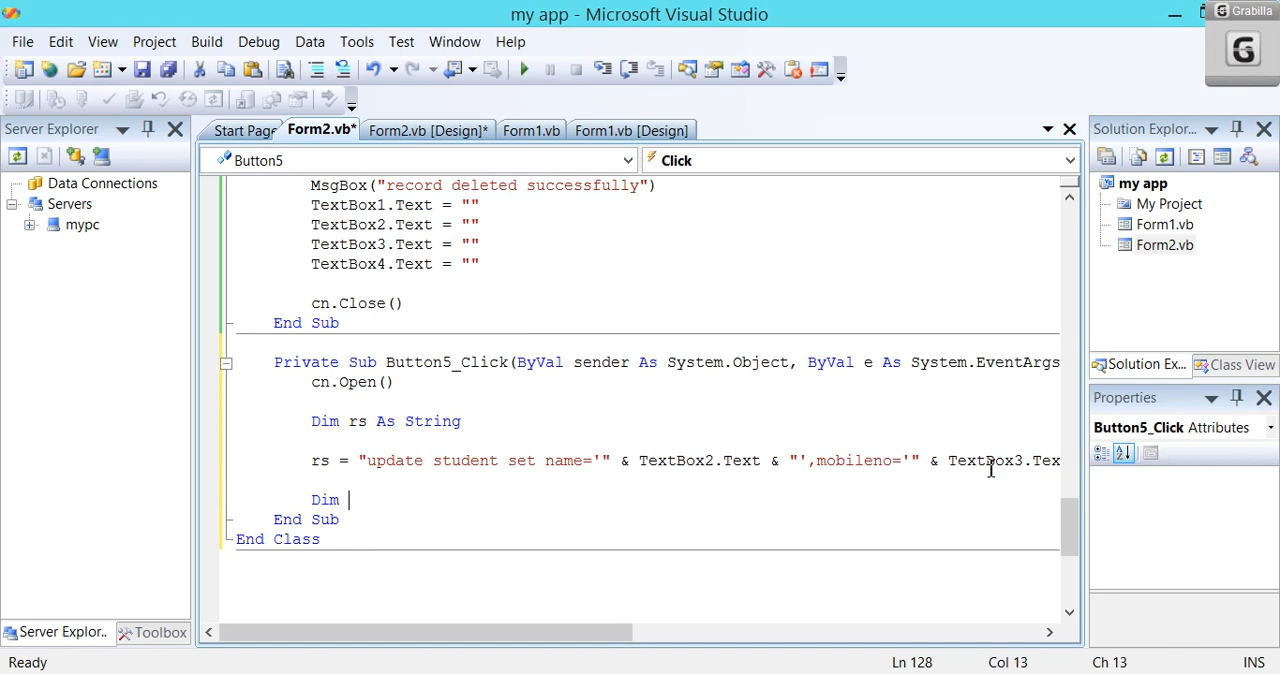 my app - Microsoft Visual Studio
Grabilla
G
File Edit View Project Build Debug Data Tools Test Window Help
Server Explorer
Start Page Form2.vb* Form2.vb [Design]* Form1.vb Form1.vb [Design]
Solution Explor...
Button5 Click
Data Connections
Servers
mypc
MsgBox("record deleted successfully")
TextBox1.Text = ""
TextBox2.Text = ""
TextBox3.Text = ""
TextBox4.Text = ""
cn.Close()
End Sub
Private Sub Button5_Click(ByVal sender As System.Object, ByVal e As System.EventArgs
cn.Open()
Dim rs As String
rs = "update student set name='" & TextBox2.Text & "',mobileno='" & TextBox3.Tex
Dim
End Sub
End Class
my app
My Project
Form1.vb
Form2.vb
Solution Ex... Class View
Properties
Button5_Click Attributes
Server Explor.. Toolbox
Ready Ln 128 Col 13 Ch 13 INS